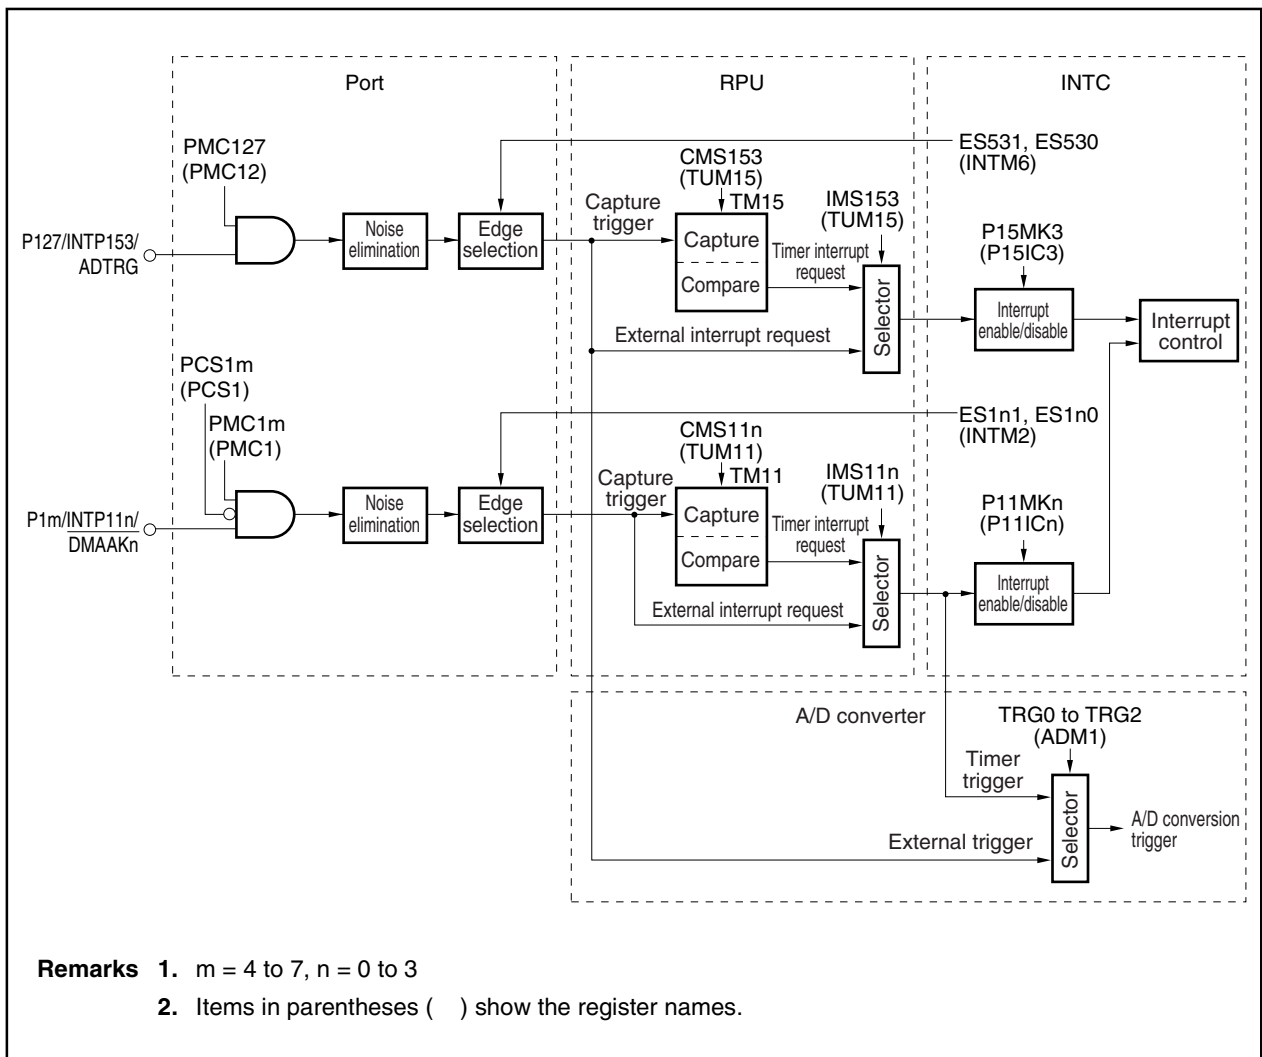 Port
RPU
INTC
PMC127
(PMC12)
ES531, ES530
(INTM6)
CMS153
(TUM15)
TM15
IMS153
(TUM15)
Capture
trigger
P127/INTP153/
ADTRG
Noise
elimination
Edge
selection
Capture
Compare
Timer interrupt
request
External interrupt request
Selector
P15MK3
(P15IC3)
Interrupt
enable/disable
Interrupt
control
PCS1m
(PCS1)
PMC1m
(PMC1)
ES1n1, ES1n0
(INTM2)
CMS11n
(TUM11)
TM11
IMS11n
(TUM11)
Capture
trigger
P1m/INTP11n/
DMAAKn
Noise
elimination
Edge
selection
Capture
Compare
Timer interrupt
request
External interrupt request
Selector
P11MKn
(P11ICn)
Interrupt
enable/disable
A/D converter
TRG0 to TRG2
(ADM1)
Timer
trigger
External trigger
Selector
A/D conversion
trigger
Remarks 1. m = 4 to 7, n = 0 to 3
2. Items in parentheses ( ) show the register names.